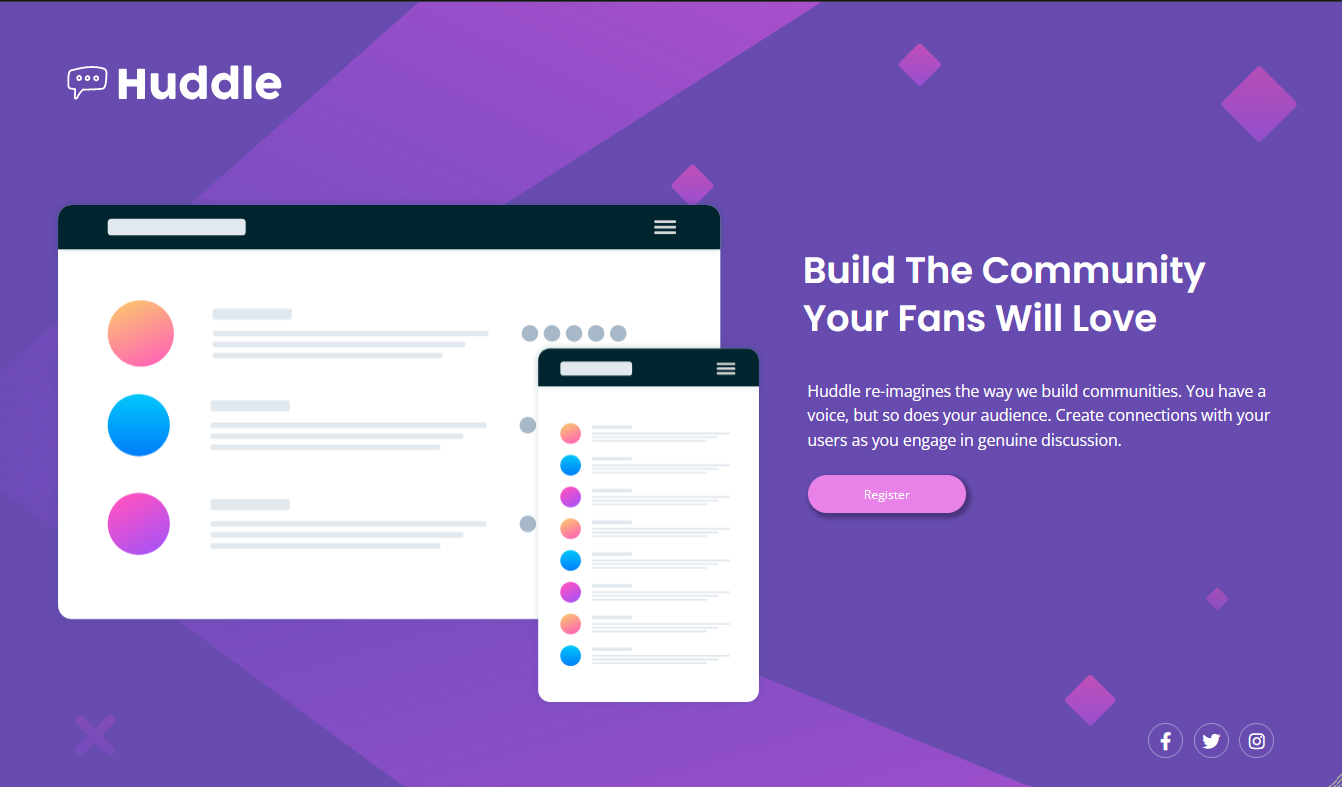 Huddle
Build The Community
Your Fans Will Love
Huddle re-imagines the way we build communities. You have a
voice, but so does your audience. Create connections with your
users as you engage in genuine discussion.
Register